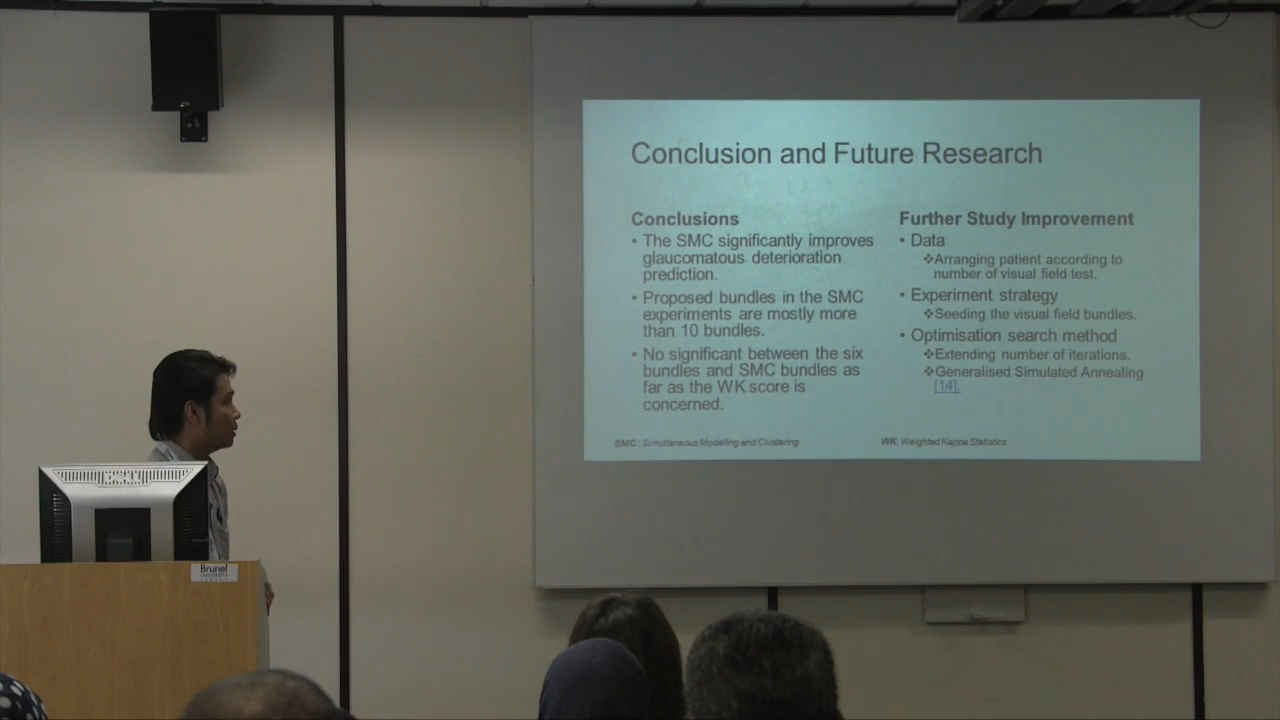 Conclusion and Future Research
Conclusions
• The SMC significantly improves
glaucomatous deterioration
prediction.
• Proposed bundles in the SMC
experiments are mostly more
than 10 bundles.
• No significant between the six
bundles and SMC bundles as
far as the WK score is
concerned.
Further Study Improvement
• Data
❖Arranging patient according to
number of visual field test.
• Experiment strategy
❖Seeding the visual field bundles.
• Optimisation search method
❖Extending number of iterations.
❖Generalised Simulated Annealing
[14].
SMC: Simultaneous Modelling and Clustering
WK: Weighted Kappa Statistics
Brunel
UNIVERSITY
LONDON